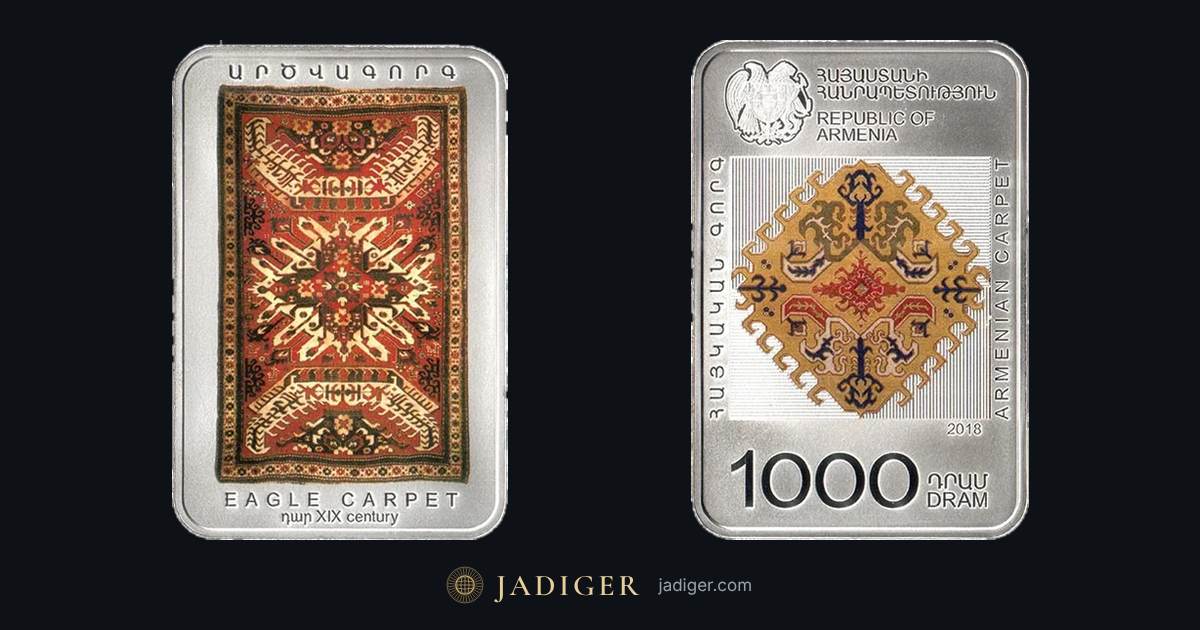 ԱՐԾՎԱԳՈՐԳ
EAGLE CARPET
դար XIX century
ՀԱՅԱՍՏԱՆԻ
ՀԱՆՐԱՊԵՏՈՒԹՅՈՒՆ
REPUBLIC OF
ARMENIA
ՀԱՅԿԱԿԱՆ ԳՈՐԳ
ARMENIAN CARPET
2018
1000 ԴՐԱՄ
DRAM
JADIGER jadiger.com